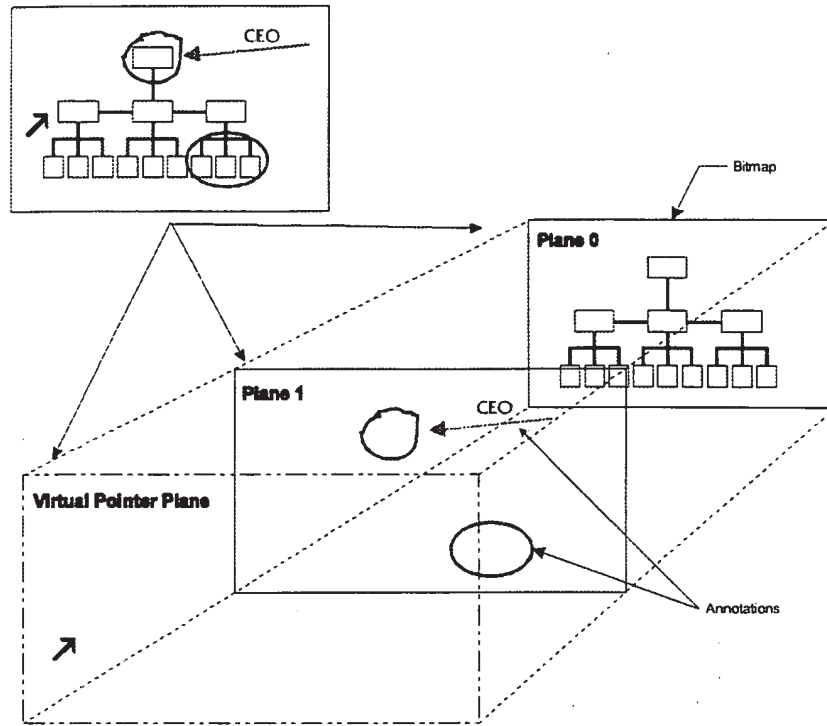 CEO
Bitmap
Plane 0
Plane 1
CEO
Virtual Pointer Plane
Annotations